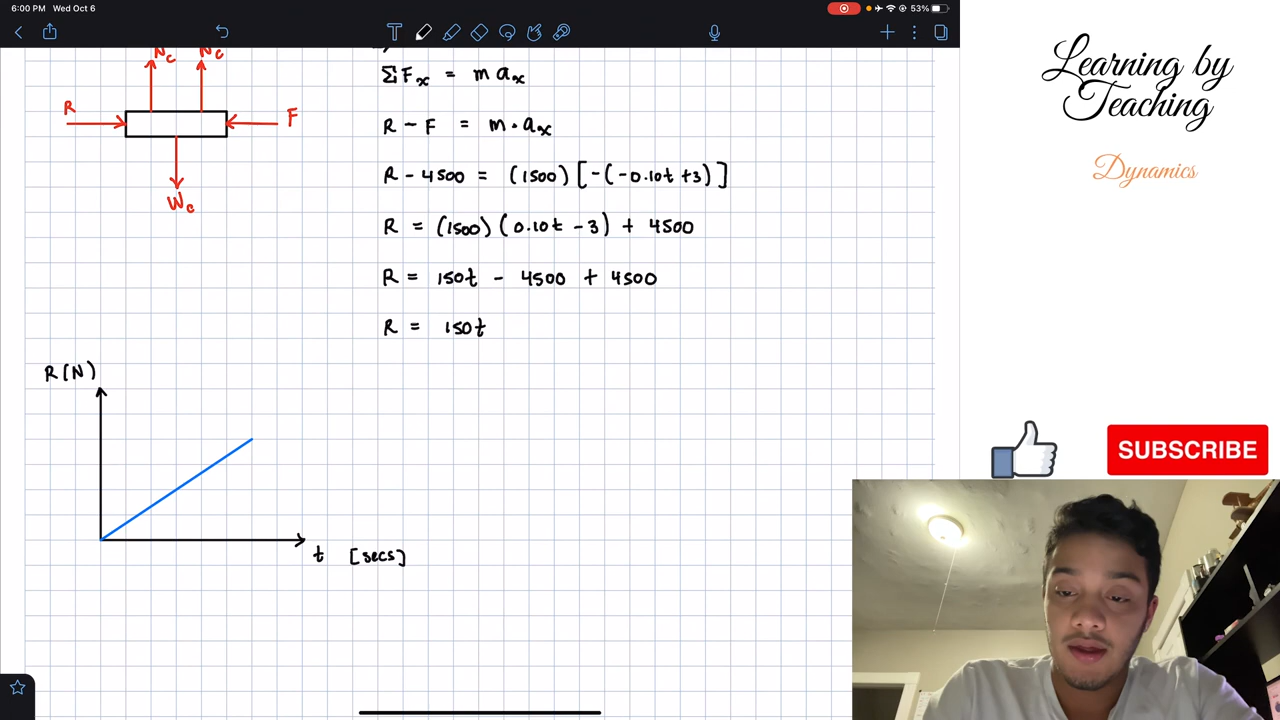 6:00 PM Wed Oct 6
53%
Nc Nc
R
F
Wc
ΣFx = m ax
R - F = m · ax
R - 4500 = (1500) [-(-0.10t +3)]
R = (1500) (0.10t - 3) + 4500
R = 150t - 4500 + 4500
R = 150t
R (N)
t [secs]
Learning by
Teaching
Dynamics
SUBSCRIBE